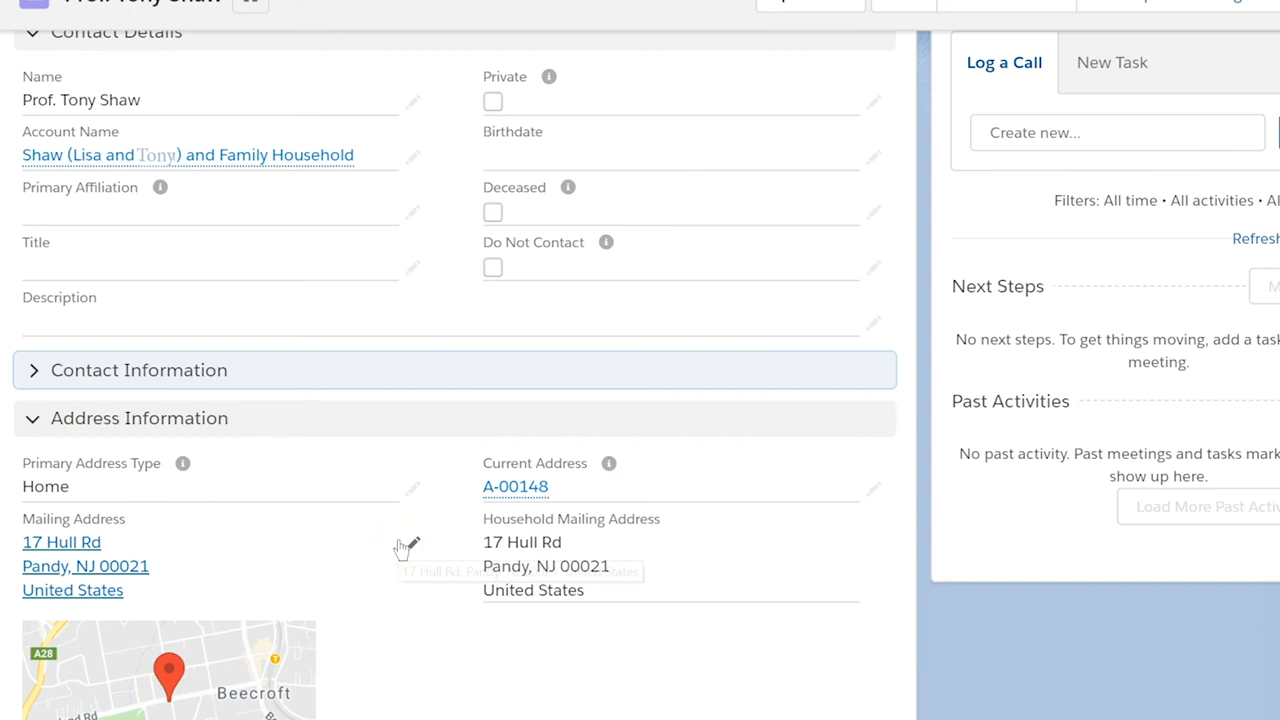 Prof. Tony Shaw
Contact Details
Name
Prof. Tony Shaw
Private
Account Name
Shaw (Lisa and Tony) and Family Household
Birthdate
Primary Affiliation
Deceased
Title
Do Not Contact
Description
Contact Information
Address Information
Primary Address Type
Home
Current Address
A-00148
Mailing Address
17 Hull Rd
Pandy, NJ 00021
United States
Household Mailing Address
17 Hull Rd
Pandy, NJ 00021
United States
A28
Beecroft
Log a Call
New Task
Create new...
Filters: All time • All activities •
Refresh
Next Steps
No next steps. To get things moving, add a task
meeting.
Past Activities
No past activity. Past meetings and tasks mark
show up here.
Load More Past Activ